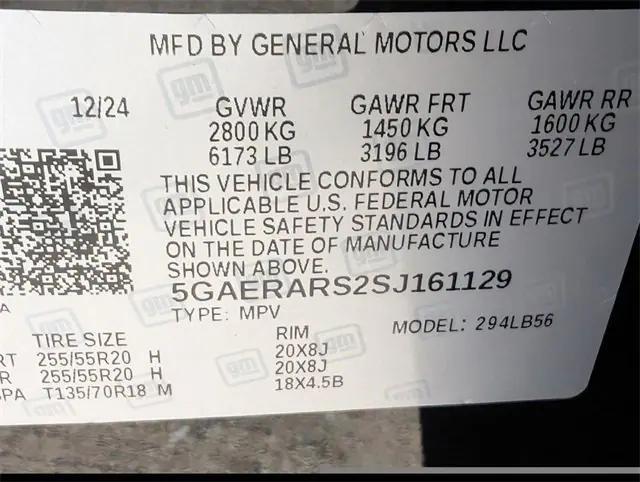 MFD BY GENERAL MOTORS LLC
12/24 GVWR GAWR FRT GAWR RR
2800 KG 1450 KG 1600 KG
6173 LB 3196 LB 3527 LB
THIS VEHICLE CONFORMS TO ALL
APPLICABLE U.S. FEDERAL MOTOR
VEHICLE SAFETY STANDARDS IN EFFECT
ON THE DATE OF MANUFACTURE
SHOWN ABOVE.
5GAERARS2SJ161129
TYPE: MPV MODEL: 294LB56
TIRE SIZE RIM
RT 255/55R20 H 20X8J
R 255/55R20 H 20X8J
PA T135/70R18 M 18X4.5B
gm